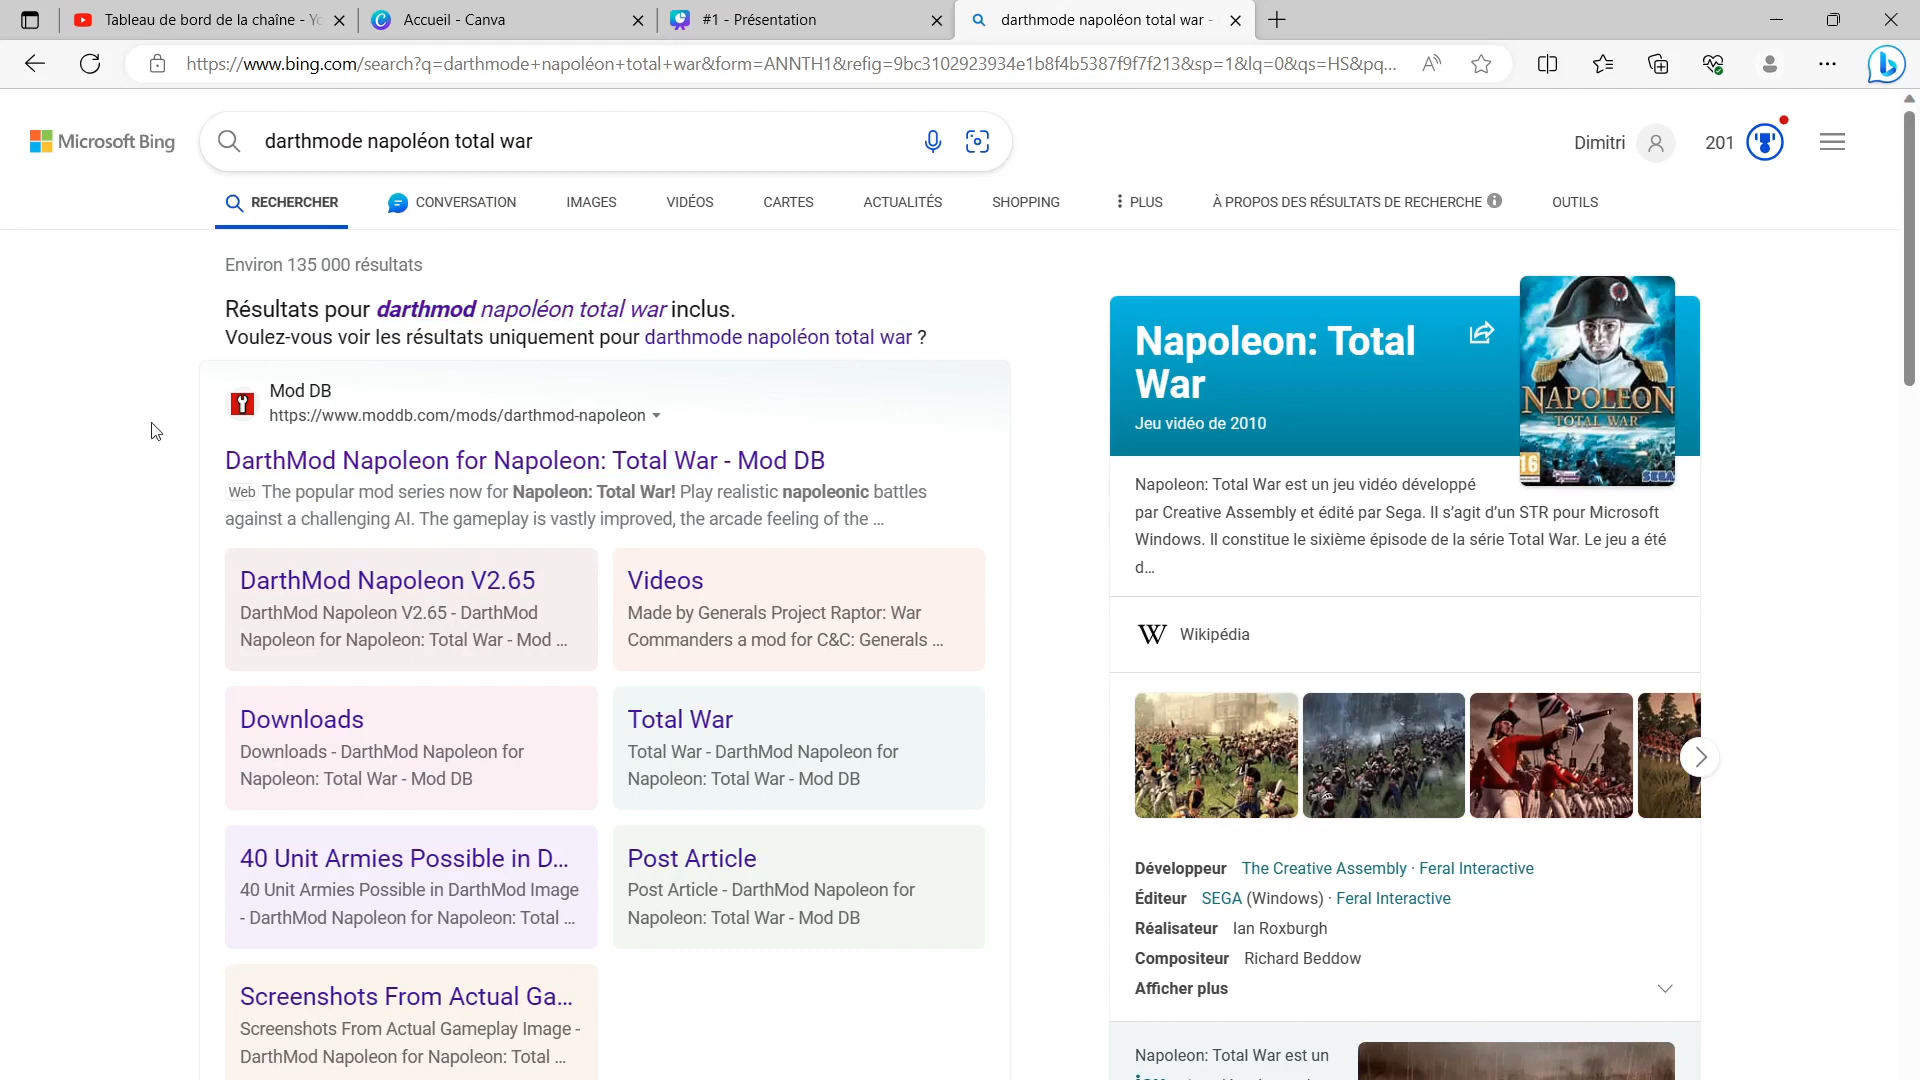 Tableau de bord de la chaîne - Yo
Accueil - Canva
#1 - Présentation
darthmode napoléon total war -
https://www.bing.com/search?q=darthmode+napoléon+total+war&form=ANNTH1&refig=9bc3102923934e1b8f4b5387f9f7f213&sp=1&lq=0&qs=HS&pq...
Microsoft Bing
darthmode napoléon total war
Dimitri
201
RECHERCHER
CONVERSATION
IMAGES
VIDÉOS
CARTES
ACTUALITÉS
SHOPPING
PLUS
À PROPOS DES RÉSULTATS DE RECHERCHE
OUTILS
Environ 135 000 résultats
Résultats pour darthmod napoléon total war inclus.
Voulez-vous voir les résultats uniquement pour darthmode napoléon total war ?
Mod DB
https://www.moddb.com/mods/darthmod-napoleon
DarthMod Napoleon for Napoleon: Total War - Mod DB
Web The popular mod series now for Napoleon: Total War! Play realistic napoleonic battles
against a challenging AI. The gameplay is vastly improved, the arcade feeling of the ...
DarthMod Napoleon V2.65
DarthMod Napoleon V2.65 - DarthMod
Napoleon for Napoleon: Total War - Mod ...
Videos
Made by Generals Project Raptor: War
Commanders a mod for C&C: Generals ...
Downloads
Downloads - DarthMod Napoleon for
Napoleon: Total War - Mod DB
Total War
Total War - DarthMod Napoleon for
Napoleon: Total War - Mod DB
40 Unit Armies Possible in D...
40 Unit Armies Possible in DarthMod Image
- DarthMod Napoleon for Napoleon: Total ...
Post Article
Post Article - DarthMod Napoleon for
Napoleon: Total War - Mod DB
Screenshots From Actual Ga...
Screenshots From Actual Gameplay Image -
DarthMod Napoleon for Napoleon: Total ...
Napoleon: Total
War
Jeu vidéo de 2010
NAPOLEON
TOTAL WAR
16
SEGA
Napoleon: Total War est un jeu vidéo développé
par Creative Assembly et édité par Sega. Il s'agit d'un STR pour Microsoft
Windows. Il constitue le sixième épisode de la série Total War. Le jeu a été
d...
W Wikipédia
Développeur The Creative Assembly · Feral Interactive
Éditeur SEGA (Windows) · Feral Interactive
Réalisateur Ian Roxburgh
Compositeur Richard Beddow
Afficher plus
Napoleon: Total War est un